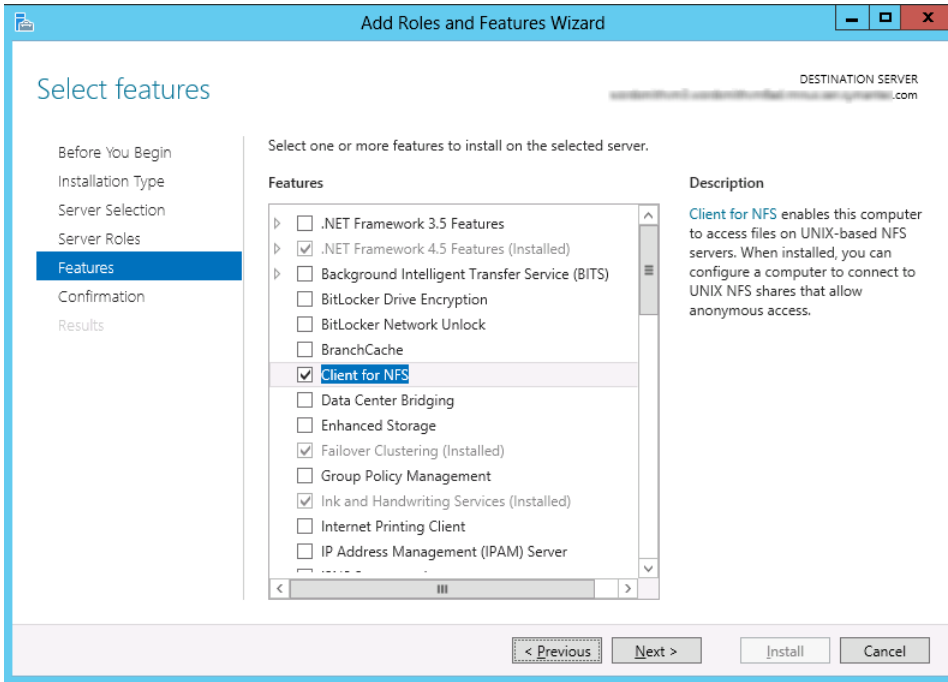 Add Roles and Features Wizard
Select features
DESTINATION SERVER
.com
Before You Begin
Installation Type
Server Selection
Server Roles
Features
Confirmation
Results
Select one or more features to install on the selected server.
Features
.NET Framework 3.5 Features
.NET Framework 4.5 Features (Installed)
Background Intelligent Transfer Service (BITS)
BitLocker Drive Encryption
BitLocker Network Unlock
BranchCache
Client for NFS
Data Center Bridging
Enhanced Storage
Failover Clustering (Installed)
Group Policy Management
Ink and Handwriting Services (Installed)
Internet Printing Client
IP Address Management (IPAM) Server
Description
Client for NFS enables this computer
to access files on UNIX-based NFS
servers. When installed, you can
configure a computer to connect to
UNIX NFS shares that allow
anonymous access.
< Previous
Next >
Install
Cancel